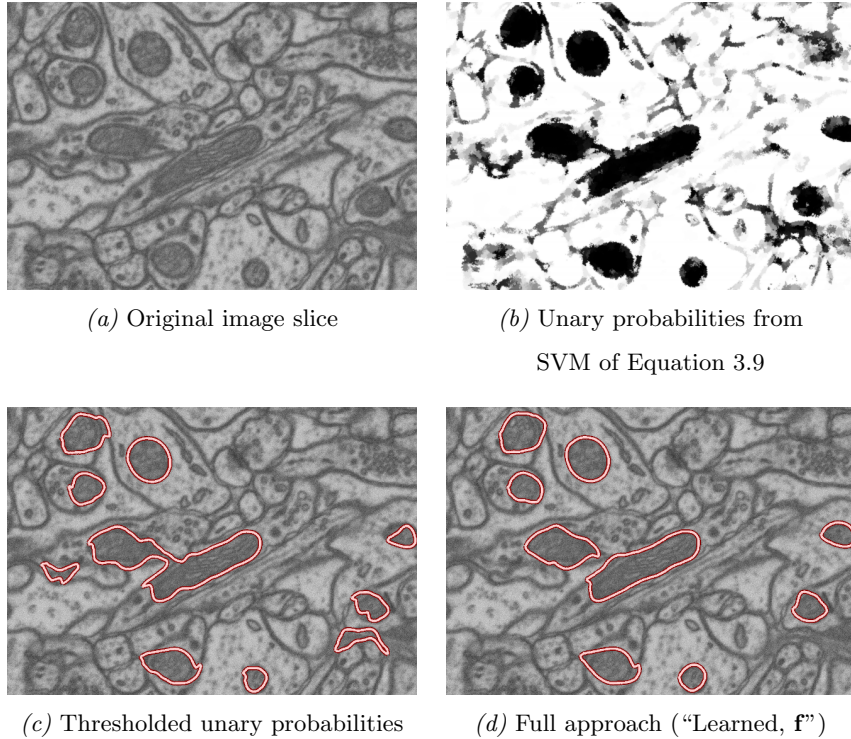 (a) Original image slice
(b) Unary probabilities from
SVM of Equation 3.9
(c) Thresholded unary probabilities
(d) Full approach (“Learned, f”)